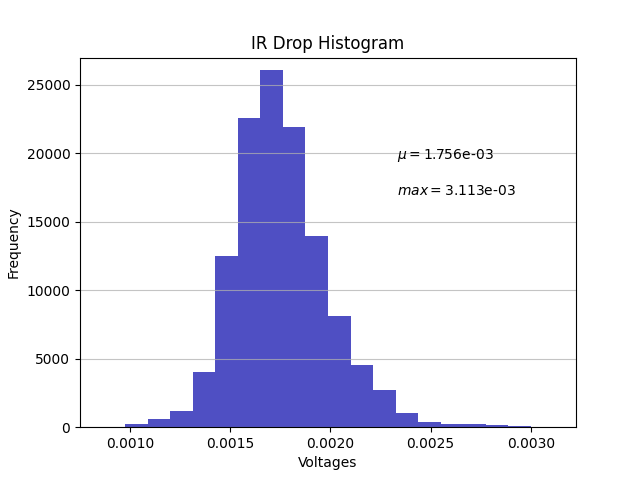 IR Drop Histogram
25000
20000
15000
10000
5000
0
Frequency
μ = 1.756e-03
max = 3.113e-03
0.0010 0.0015 0.0020 0.0025 0.0030
Voltages